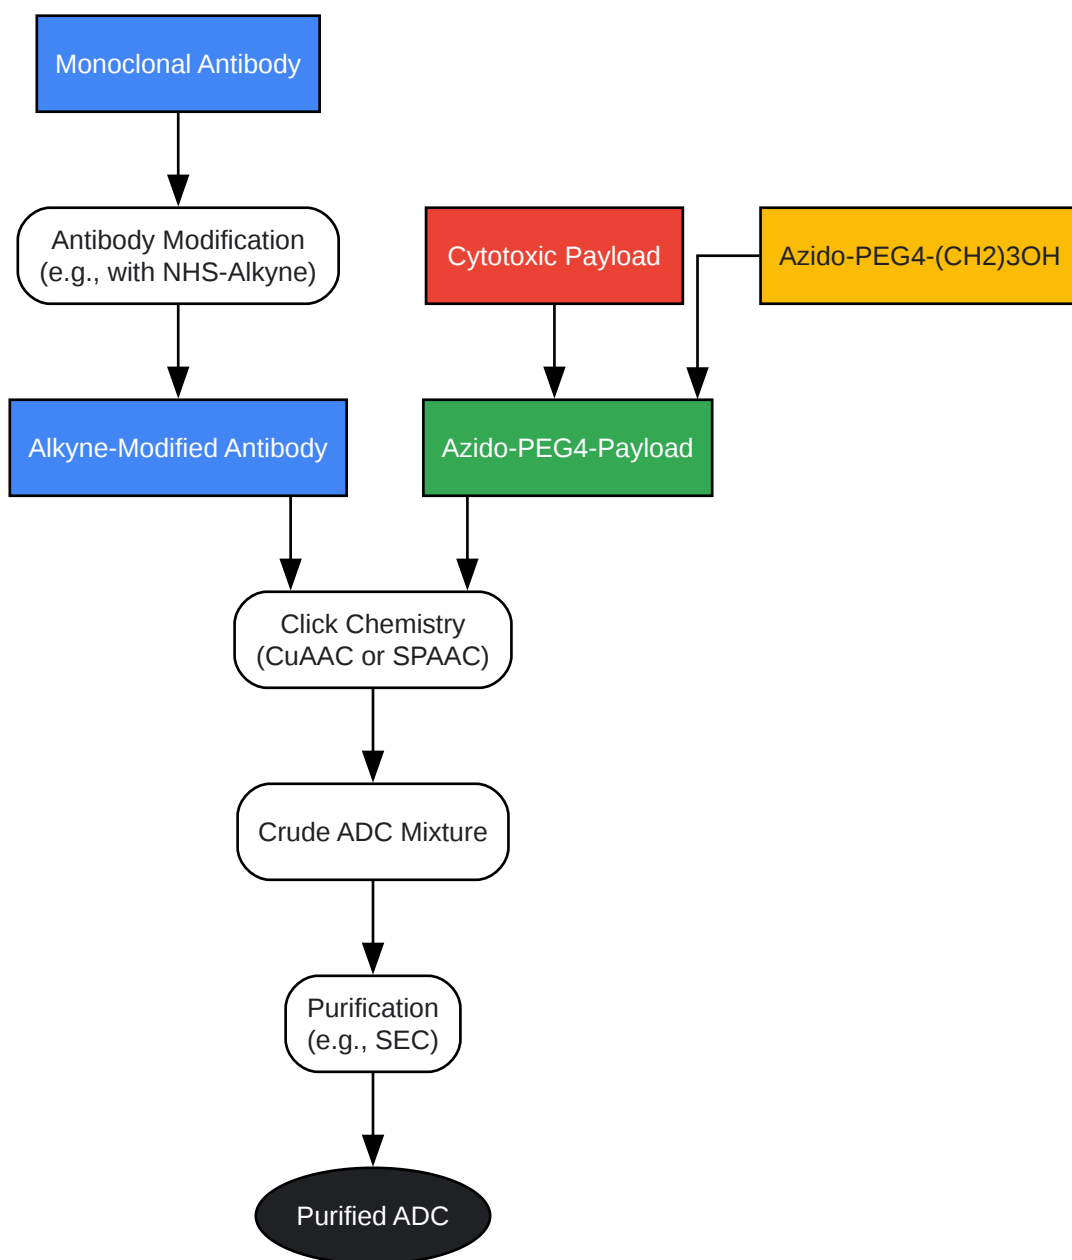 Monoclonal Antibody
Antibody Modification
(e.g., with NHS-Alkyne)
Cytotoxic Payload
Azido-PEG4-(CH2)3OH
Alkyne-Modified Antibody
Azido-PEG4-Payload
Click Chemistry
(CuAAC or SPAAC)
Crude ADC Mixture
Purification
(e.g., SEC)
Purified ADC